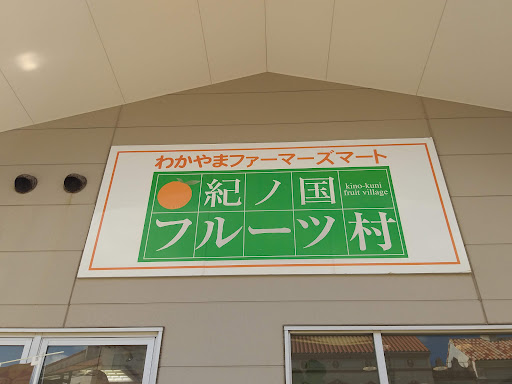 わかやまファーマーズマート
紀ノ国
kino-kuni
fruit village
フルーツ村